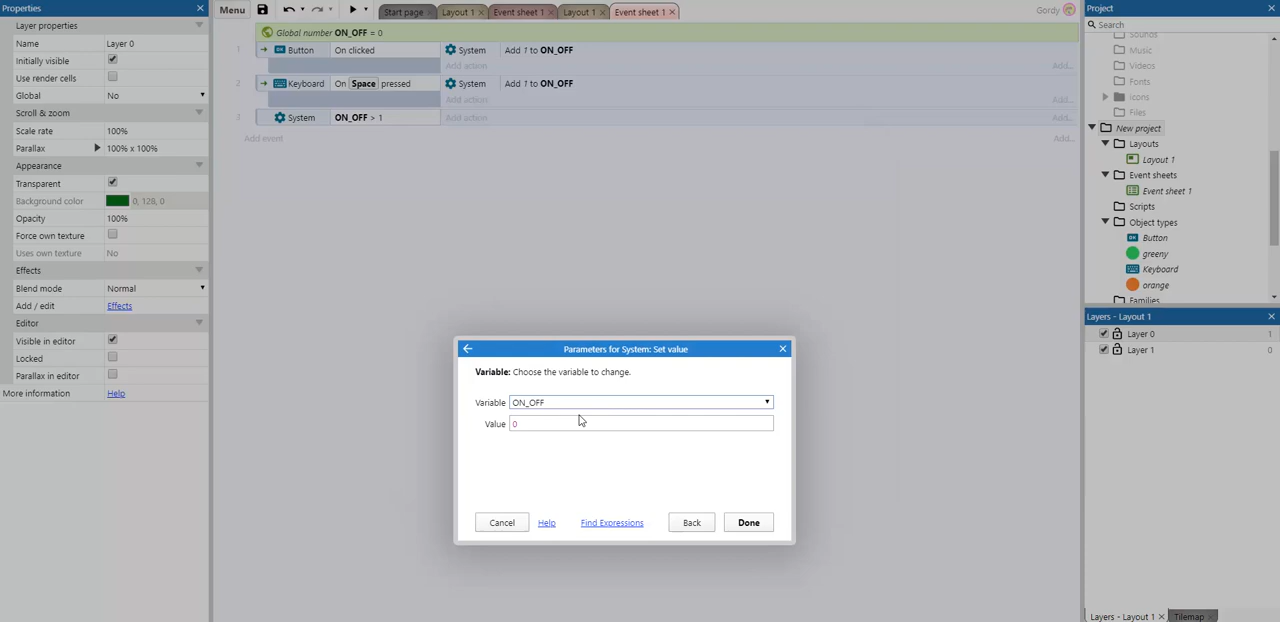 Properties
Layer properties
Name Layer 0
Initially visible
Use render cells
Global No
Scroll & zoom
Scale rate 100%
Parallax 100% x 100%
Appearance
Transparent
Background color 0, 128, 0
Opacity 100%
Force own texture
Uses own texture No
Effects
Blend mode Normal
Add / edit Effects
Editor
Visible in editor
Locked
Parallax in editor
More information Help
Menu
Start page Layout 1 Event sheet 1 Layout 1 Event sheet 1
Gordy
Global number ON_OFF = 0
1 Button On clicked System Add 1 to ON_OFF
Add action Add...
2 Keyboard On Space pressed System Add 1 to ON_OFF
Add action Add...
3 System ON_OFF > 1 Add action Add...
Add event Add...
Parameters for System: Set value
Variable: Choose the variable to change.
Variable ON_OFF
Value 0
Cancel Help Find Expressions Back Done
Project
Search
Sounds
Music
Videos
Fonts
Icons
Files
New project
Layouts
Layout 1
Event sheets
Event sheet 1
Scripts
Object types
Button
greeny
Keyboard
orange
Families
Layers - Layout 1
Layer 0 1
Layer 1 0
Layers - Layout 1 Tilemap